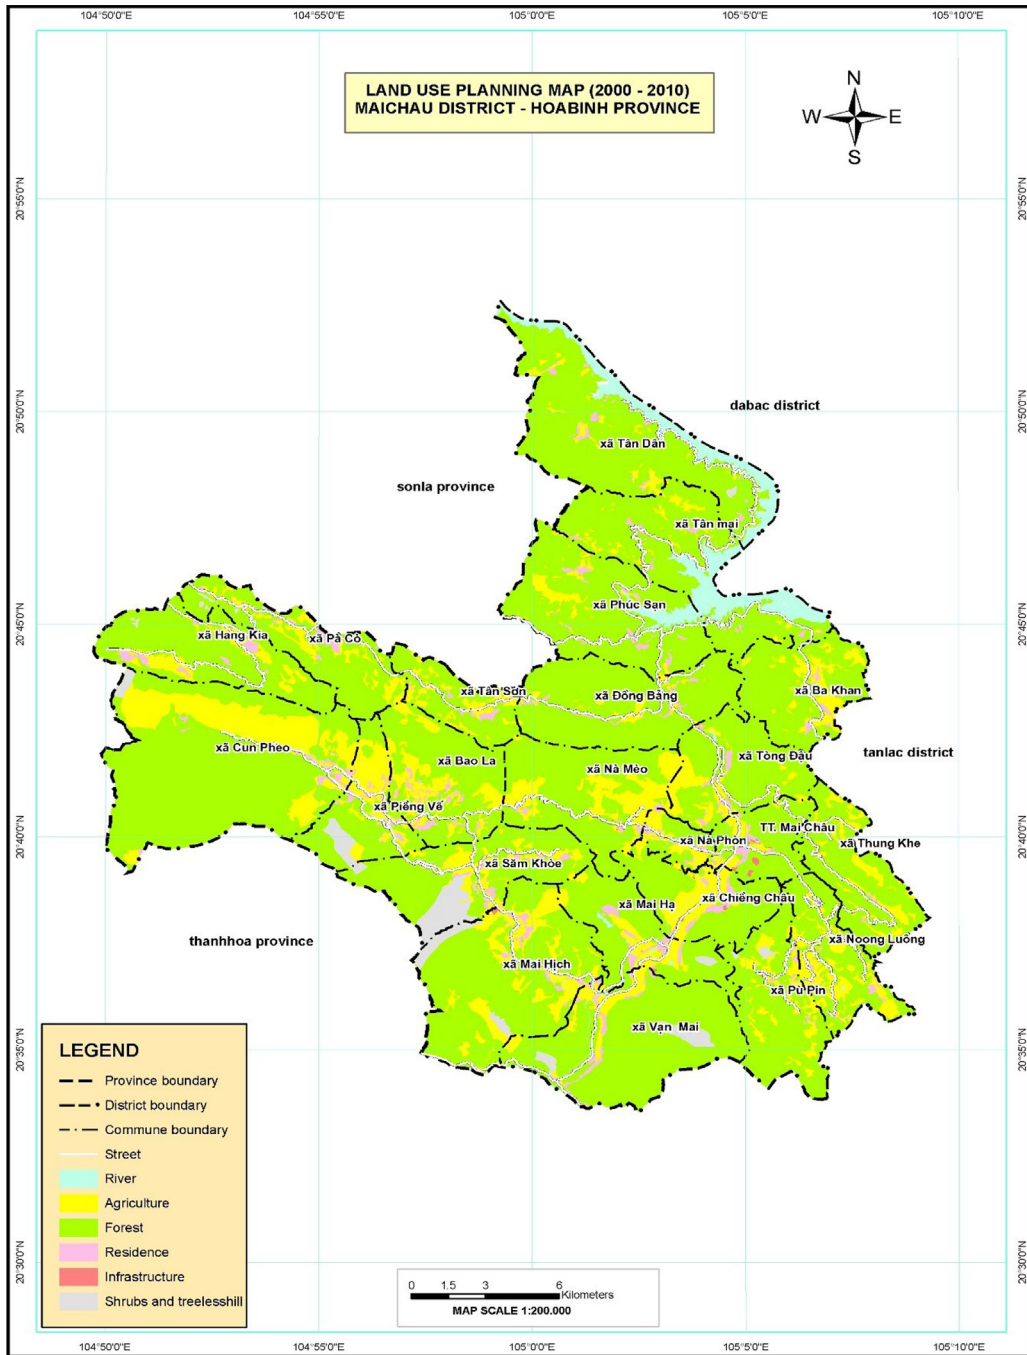 104°50'0"E 104°55'0"E 105°0'0"E 105°5'0"E 105°10'0"E
LAND USE PLANNING MAP (2000 - 2010)
MAICHAU DISTRICT - HOABINH PROVINCE
N
W E
S
20°55'0"N 20°55'0"N
dabac district
20°50'0"N 20°50'0"N
xã Tân Dân
sonla province
xã Tân mai
xã Phúc Sạn
20°45'0"N 20°45'0"N
xã Hang Kia
xã Pà Cò
xã Tân Sơn
xã Đồng Bảng
xã Ba Khan
xã Cun Pheo
xã Bao La
xã Nà Mèo
xã Tòng Đậu
tanlac district
xã Piềng Vế
TT. Mai Châu
20°40'0"N 20°40'0"N
xã Nà Phòn
xã Thung Khe
xã Săm Khòe
xã Mai Hạ
xã Chiềng Châu
thanhhoa province
xã Noong Luông
xã Mai Hịch
xã Pù Pin
xã Vạn Mai
20°35'0"N 20°35'0"N
LEGEND
Province boundary
District boundary
Commune boundary
Street
River
Agriculture
Forest
Residence
Infrastructure
Shrubs and treelesshill
20°30'0"N 20°30'0"N
0 1.5 3 6
Kilometers
MAP SCALE 1:200.000
104°50'0"E 104°55'0"E 105°0'0"E 105°5'0"E 105°10'0"E